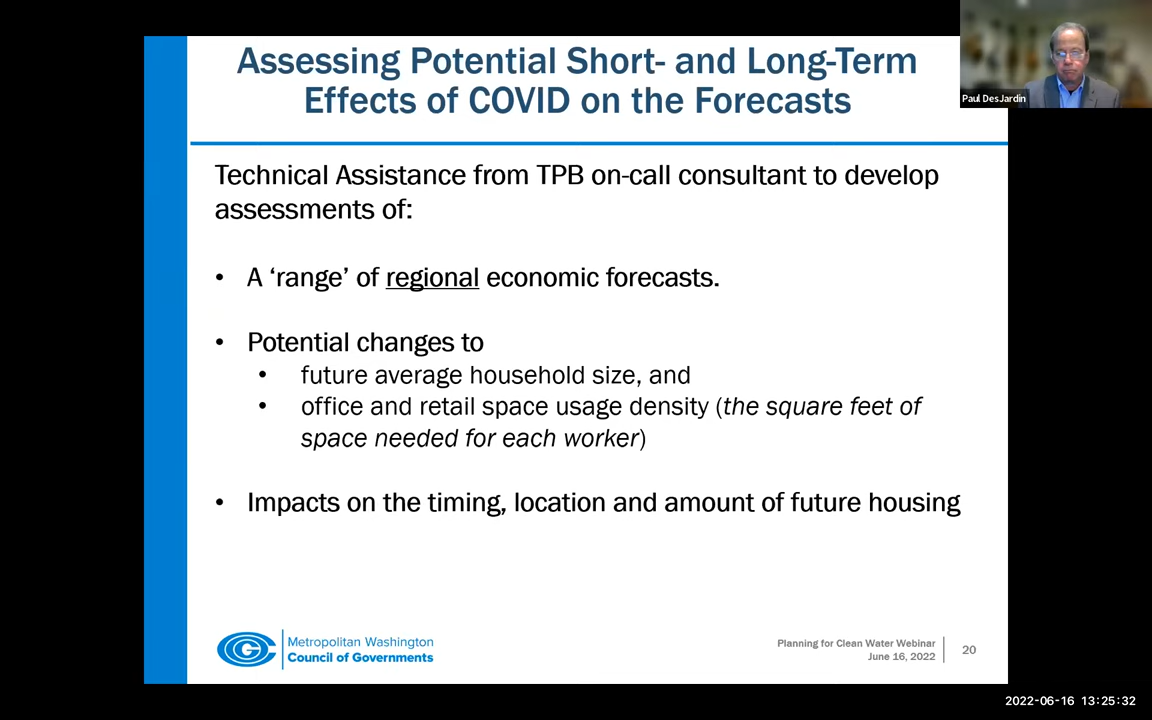 Assessing Potential Short- and Long-Term
Effects of COVID on the Forecasts
Paul DesJardin
Technical Assistance from TPB on-call consultant to develop
assessments of:
• A ‘range’ of regional economic forecasts.
• Potential changes to
• future average household size, and
• office and retail space usage density (the square feet of
space needed for each worker)
• Impacts on the timing, location and amount of future housing
Metropolitan Washington
Council of Governments
Planning for Clean Water Webinar
June 16, 2022
20
2022-06-16 13:25:32